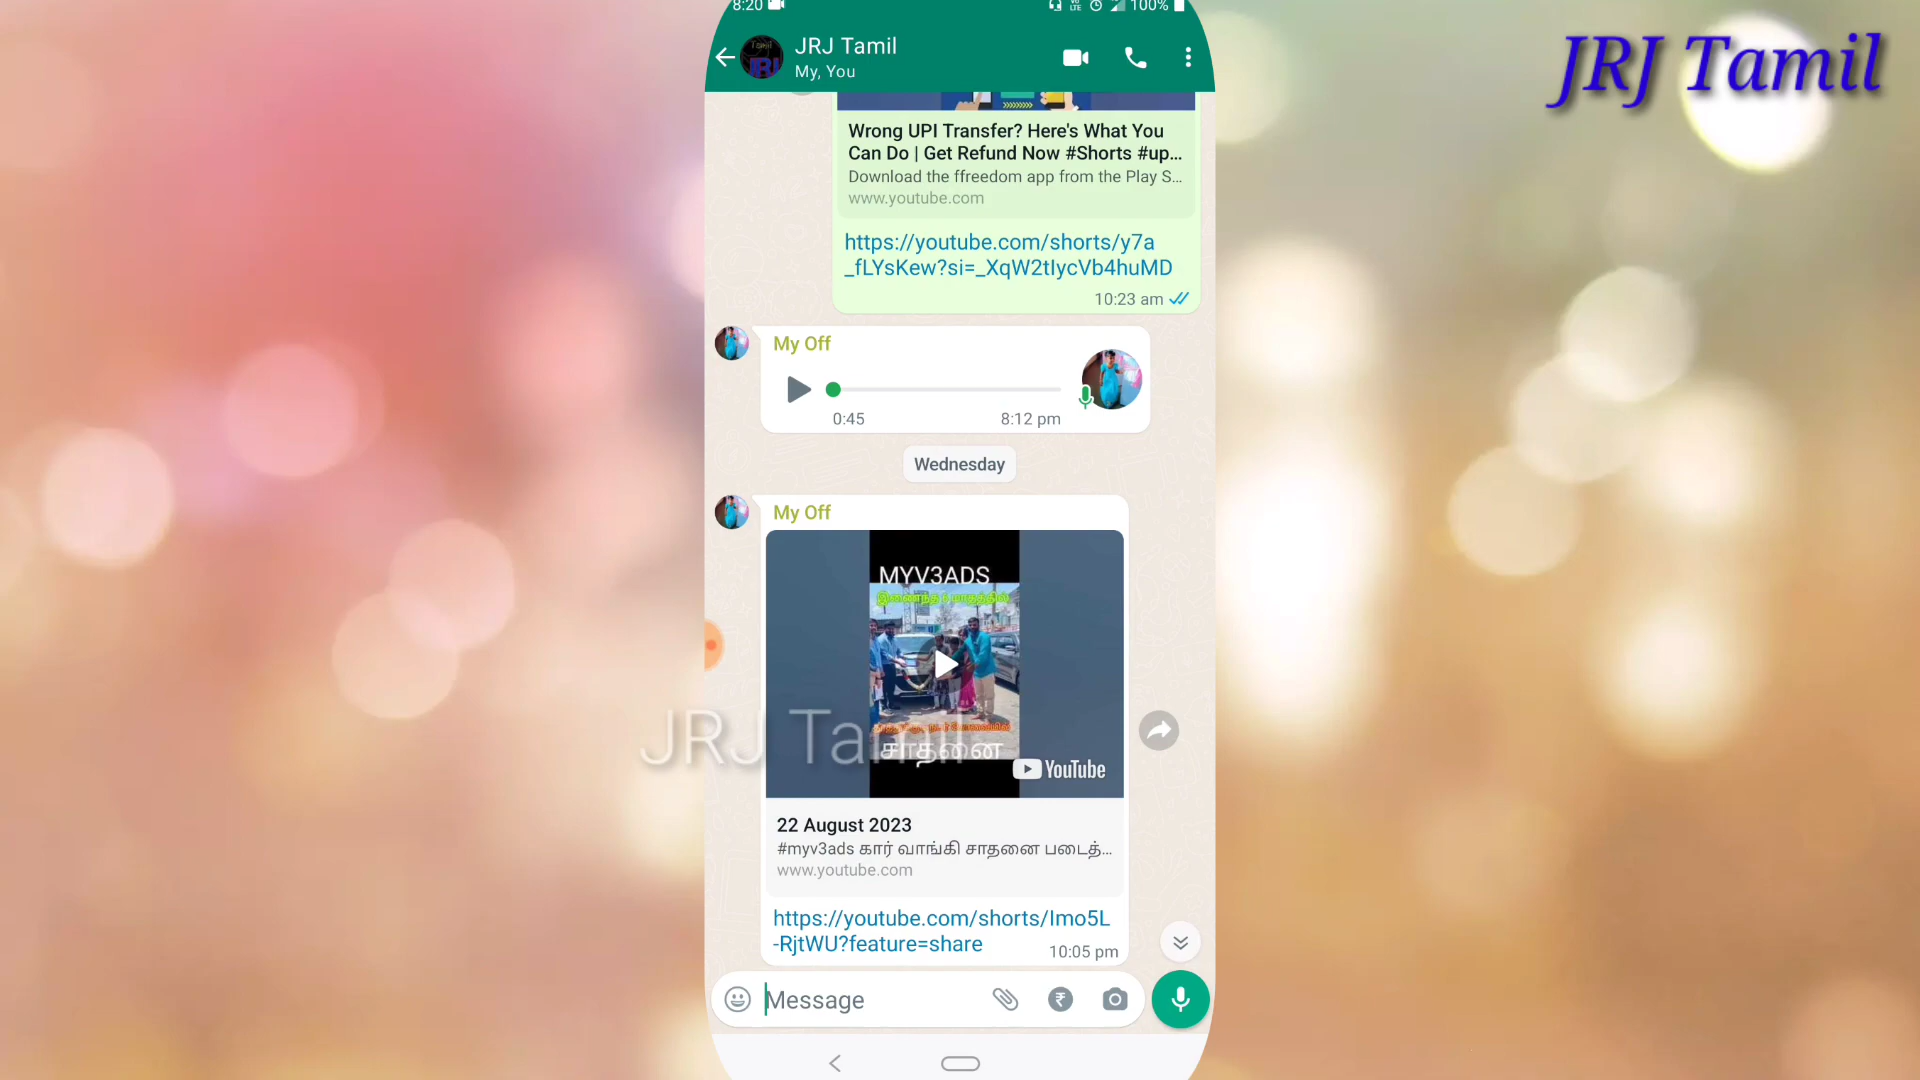 8:20
100%
JRJ Tamil
JRJ Tamil
My, You
Wrong UPI Transfer? Here's What You
Can Do | Get Refund Now #Shorts #up...
Download the ffreedom app from the Play S...
www.youtube.com
https://youtube.com/shorts/y7a
_fLYsKew?si=_XqW2tIycVb4huMD
10:23 am
My Off
0:45
8:12 pm
Wednesday
My Off
MYV3ADS
சாதனை
JRJ Tamil
YouTube
22 August 2023
#myv3ads கார் வாங்கி சாதனை படைத்...
www.youtube.com
https://youtube.com/shorts/Imo5L
-RjtWU?feature=share
10:05 pm
Message